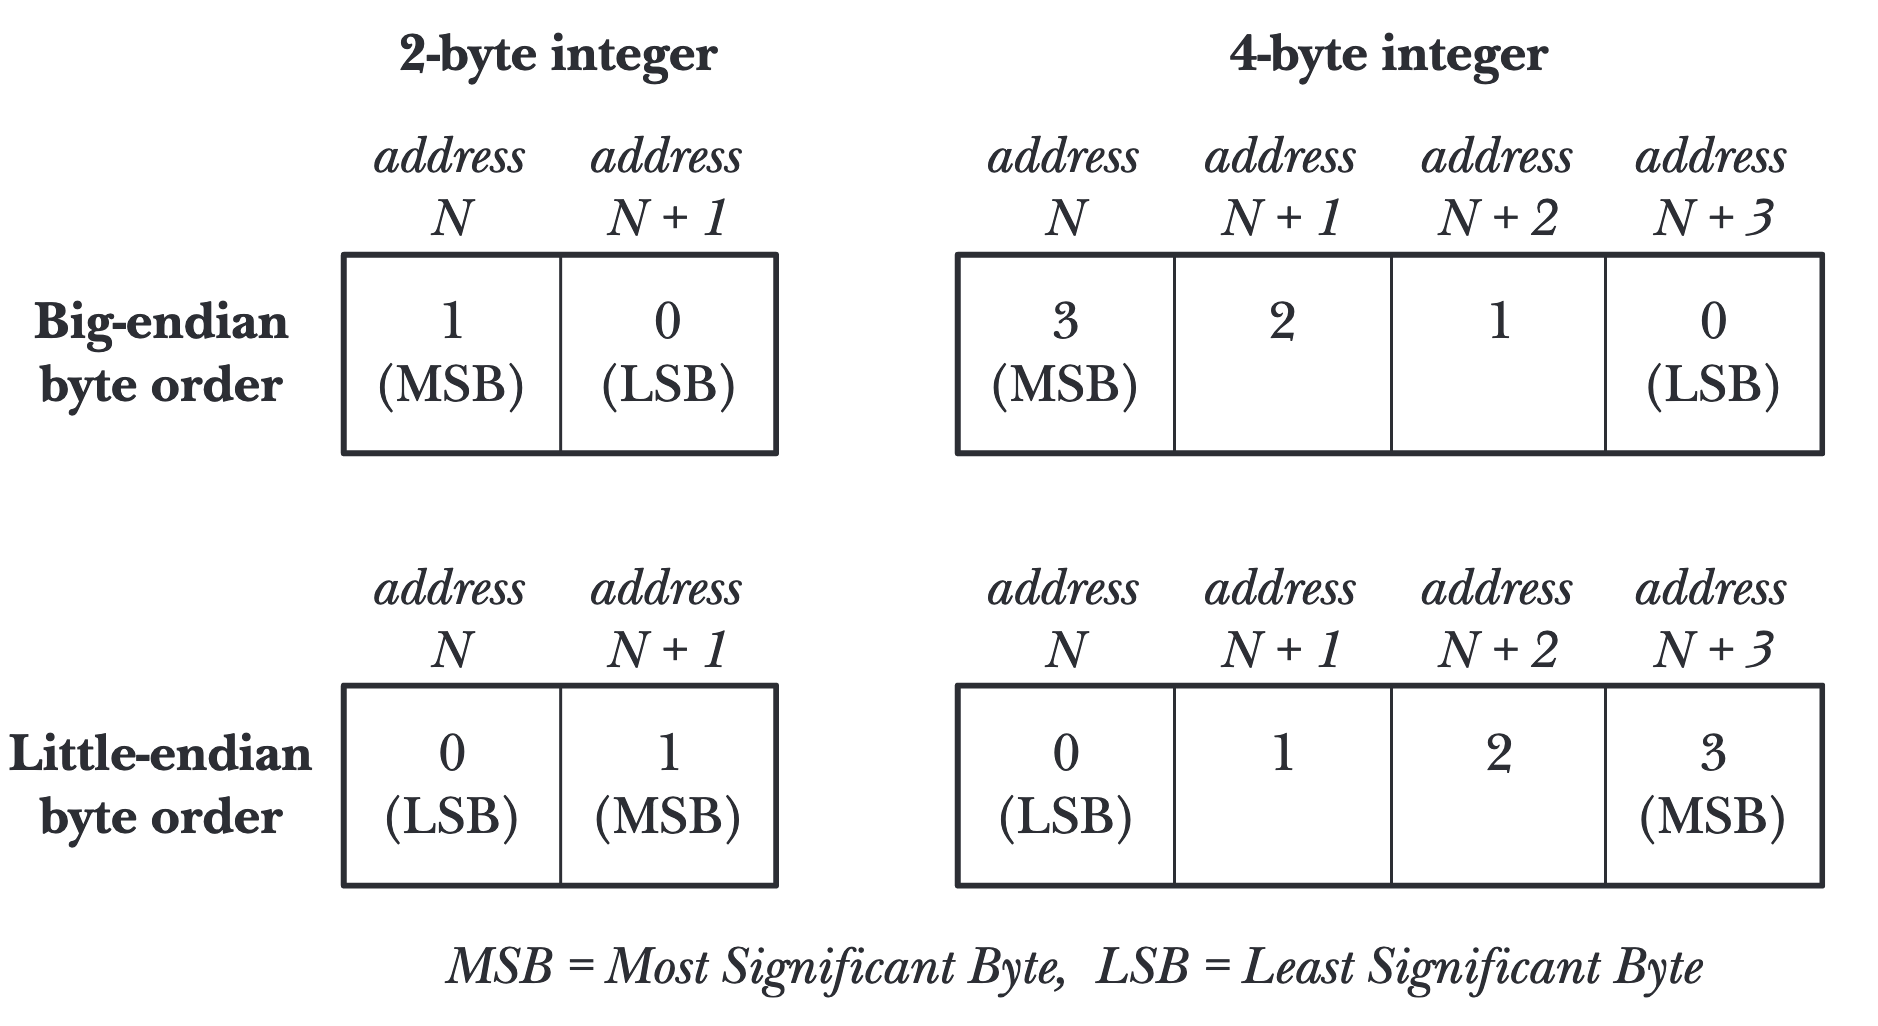 2-byte integer 4-byte integer
address address address address address address
N N + 1 N N + 1 N + 2 N + 3
Big-endian 1 0 3 2 1 0
byte order (MSB) (LSB) (MSB) (LSB)
address address address address address address
N N + 1 N N + 1 N + 2 N + 3
Little-endian 0 1 0 1 2 3
byte order (LSB) (MSB) (LSB) (MSB)
MSB = Most Significant Byte, LSB = Least Significant Byte